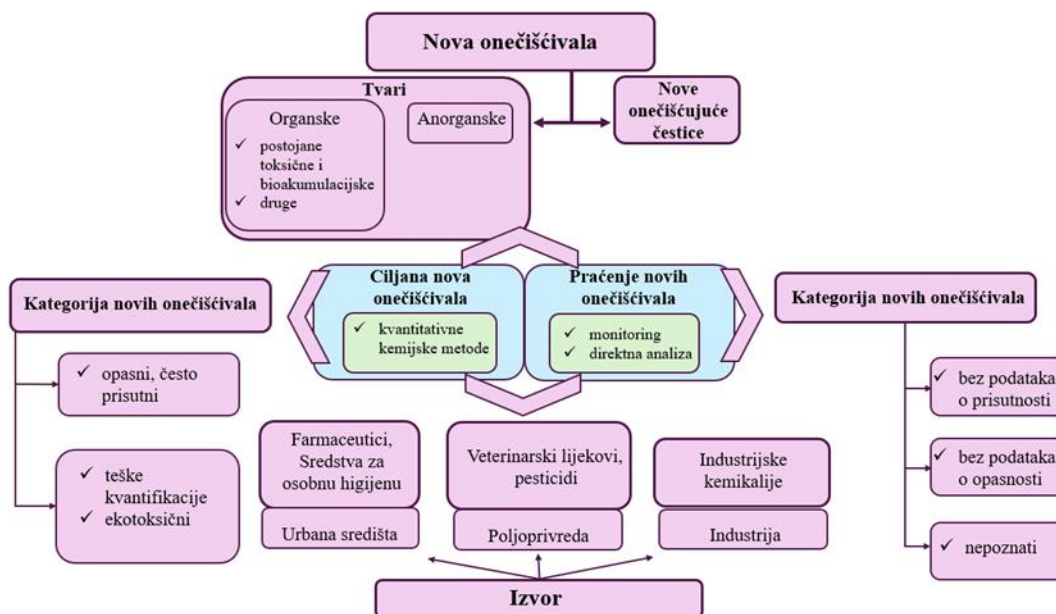 Nova onečišćivala
Tvari
Organske
✓ postojane
toksične i
bioakumulacijske
✓ druge
Anorganske
Nove
onečišćujuće
čestice
Ciljana nova
onečišćivala
✓ kvantitativne
kemijske metode
Praćenje novih
onečišćivala
✓ monitoring
✓ direktna analiza
Kategorija novih onečišćivala
✓ opasni, često
prisutni
✓ teške
kvantifikacije
✓ ekotoksični
Kategorija novih onečišćivala
✓ bez podataka
o prisutnosti
✓ bez podataka
o opasnosti
✓ nepoznati
Farmaceutici,
Sredstva za
osobnu higijenu
Urbana središta
Veterinarski lijekovi,
pesticidi
Poljoprivreda
Industrijske
kemikalije
Industrija
Izvor